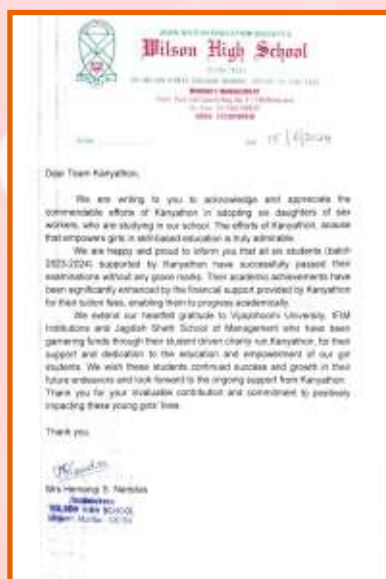 Wilson High School
15/6/2024
Dear Team Kanyathon,
We are writing to you to acknowledge and appreciate the
commendable efforts of Kanyathon in adopting six daughters of sex
workers, who are studying in our school. The efforts of Kanyathon,
that empowers girls in skill-based education is truly admirable.
We are happy and proud to inform you that all six students (batch
2023-2024) supported by Kanyathon have successfully passed their
examinations without any grace marks. Their academic achievements have
been significantly enhanced by the financial support provided by Kanyathon
for their tuition fees, enabling them to progress academically.
We extend our heartfelt gratitude to University,
Institutions and Jagdish Sheth School of Management who have been
garnering funds through their student driven charity run Kanyathon, for their
support and dedication to the education and empowerment of our girl
students. We wish these students continued success and growth in their
future endeavors and look forward to the ongoing support from Kanyathon.
Thank you for your invaluable contribution and commitment to positively
impacting these young girls' lives.
Thank you.
Mrs
WILSON HIGH SCHOOL